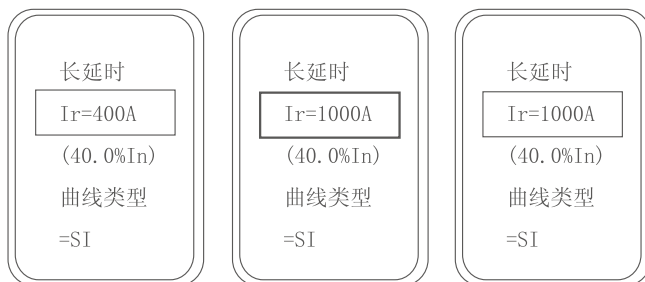 长延时
Ir=400A
(40.0%In)
曲线类型
=SI
长延时
Ir=1000A
(40.0%In)
曲线类型
=SI
长延时
Ir=1000A
(40.0%In)
曲线类型
=SI